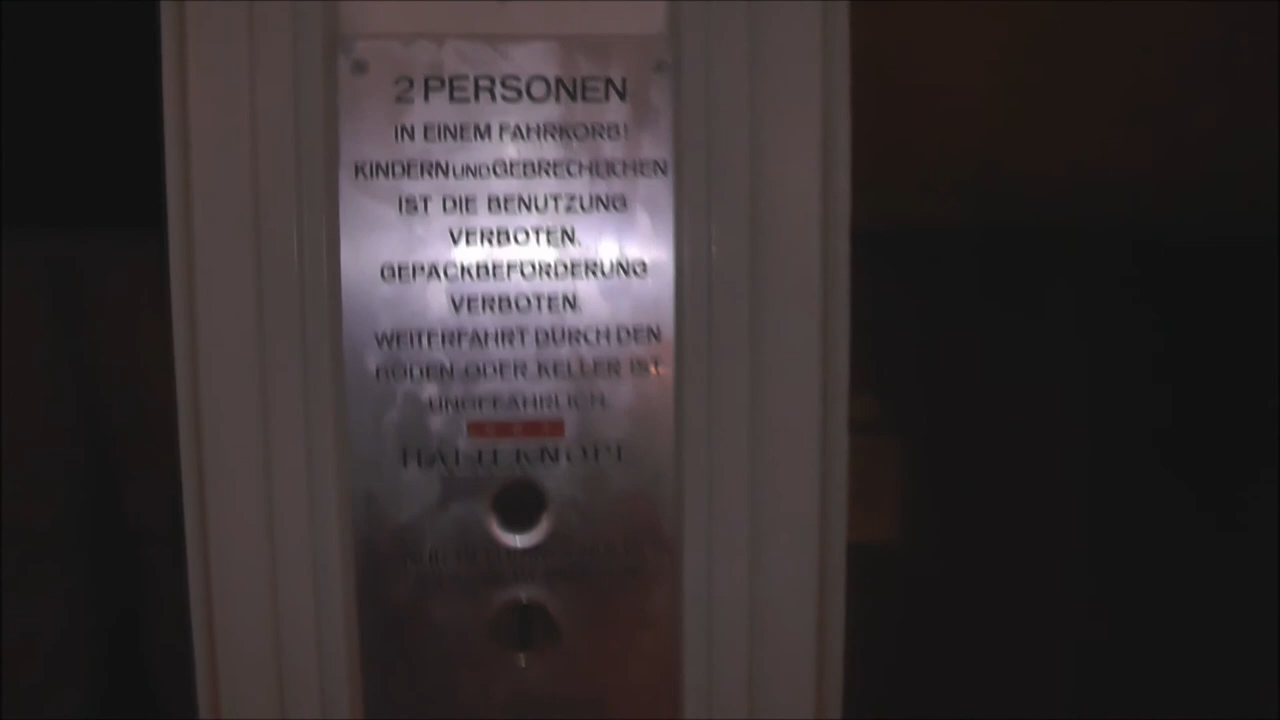 2 PERSONEN
IN EINEM FAHRKORB!
KINDERN UND GEBRECHLICHEN
IST DIE BENUTZUNG
VERBOTEN.
GEPÄCKBEFÖRDERUNG
VERBOTEN.
WEITERFAHRT DURCH DEN
BODEN ODER KELLER IST
UNGEFÄHRLICH.
HALTEKNOPF